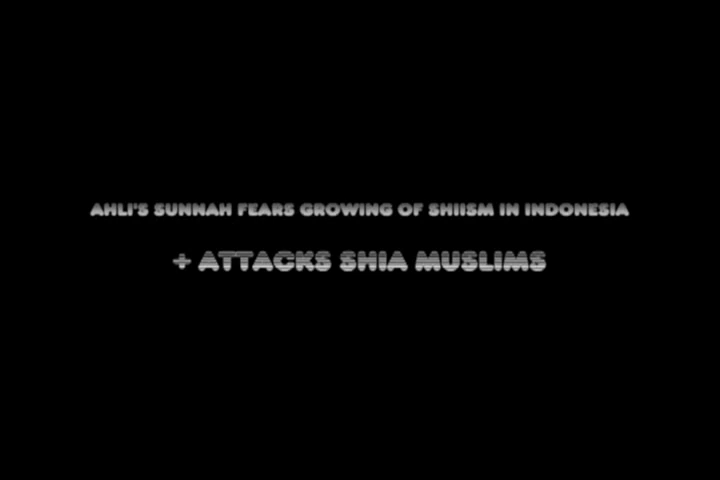 AHLI'S SUNNAH FEARS GROWING OF SHIISM IN INDONESIA
+ ATTACKS SHIA MUSLIMS